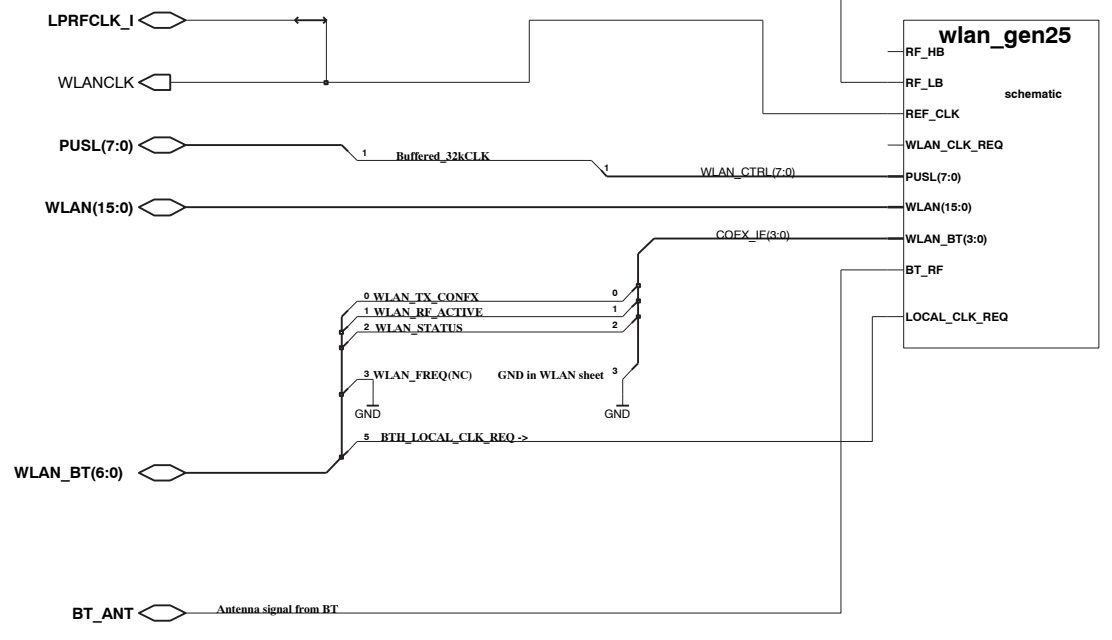 LPRFCLK_I
wlan_gen25
RF_HB
WLANCLK
RF_LB
schematic
REF_CLK
PUSL(7:0)
1
Buffered_32kCLK
1
WLAN_CTRL(7:0)
WLAN_CLK_REQ
PUSL(7:0)
WLAN(15:0)
WLAN(15:0)
COEX_IF(3:0)
WLAN_BT(3:0)
BT_RF
0 WLAN_TX_CONFX
0
1 WLAN_RF_ACTIVE
1
2 WLAN_STATUS
2
LOCAL_CLK_REQ
3 WLAN_FREQ(NC)
GND in WLAN sheet
3
GND
GND
5 BTH_LOCAL_CLK_REQ ->
WLAN_BT(6:0)
BT_ANT
Antenna signal from BT